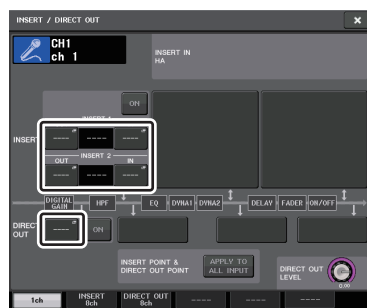 INSERT / DIRECT OUT
CH1
ch 1
INSERT IN
HA
ON
INSERT 1
INSERT
---- ---- ----
OUT INSERT 2 IN
---- ---- ----
DIGITAL GAIN HPF EQ DYNA1 DYNA2 DELAY FADER ON/OFF
DIRECT OUT
---- ON
INSERT POINT &
DIRECT OUT POINT
APPLY TO
ALL INPUT
DIRECT OUT
LEVEL
0.00
1ch INSERT 8ch DIRECT OUT 8ch ---- ---- ----